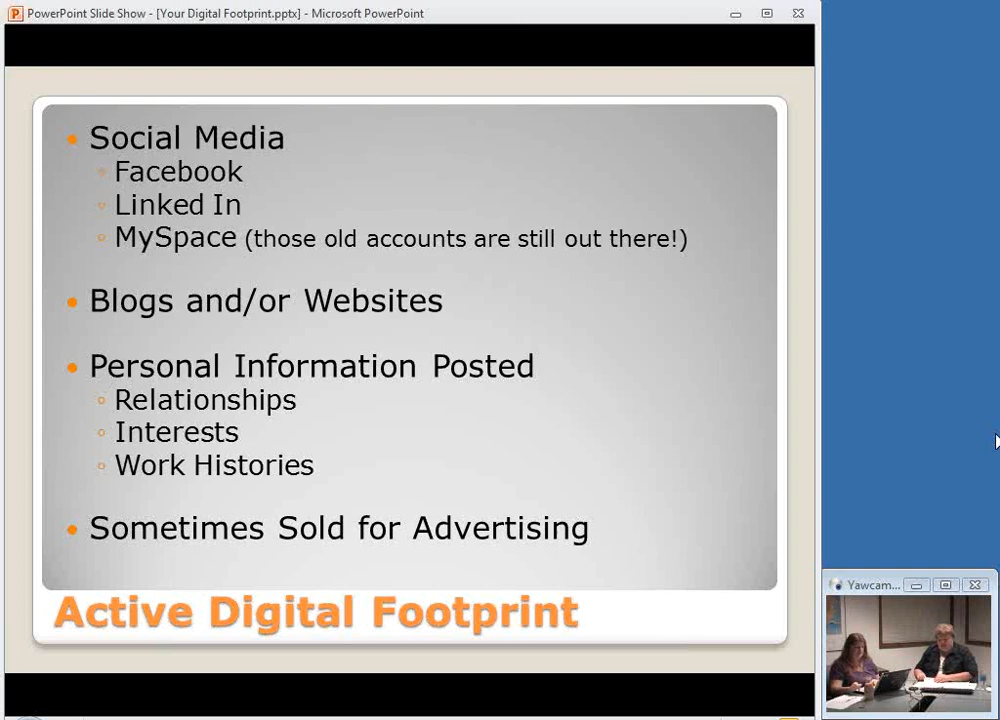 PowerPoint Slide Show - [Your Digital Footprint.pptx] - Microsoft PowerPoint
Social Media
Facebook
Linked In
MySpace (those old accounts are still out there!)
Blogs and/or Websites
Personal Information Posted
Relationships
Interests
Work Histories
Sometimes Sold for Advertising
Active Digital Footprint
Yawcam...